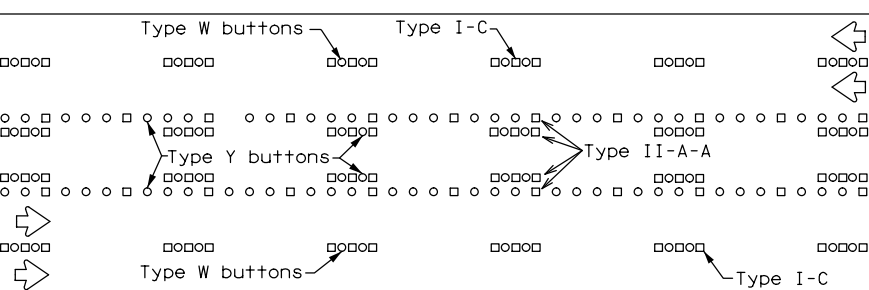 Type W buttons
Type I-C
Type Y buttons
Type II-A-A
Type W buttons
Type I-C